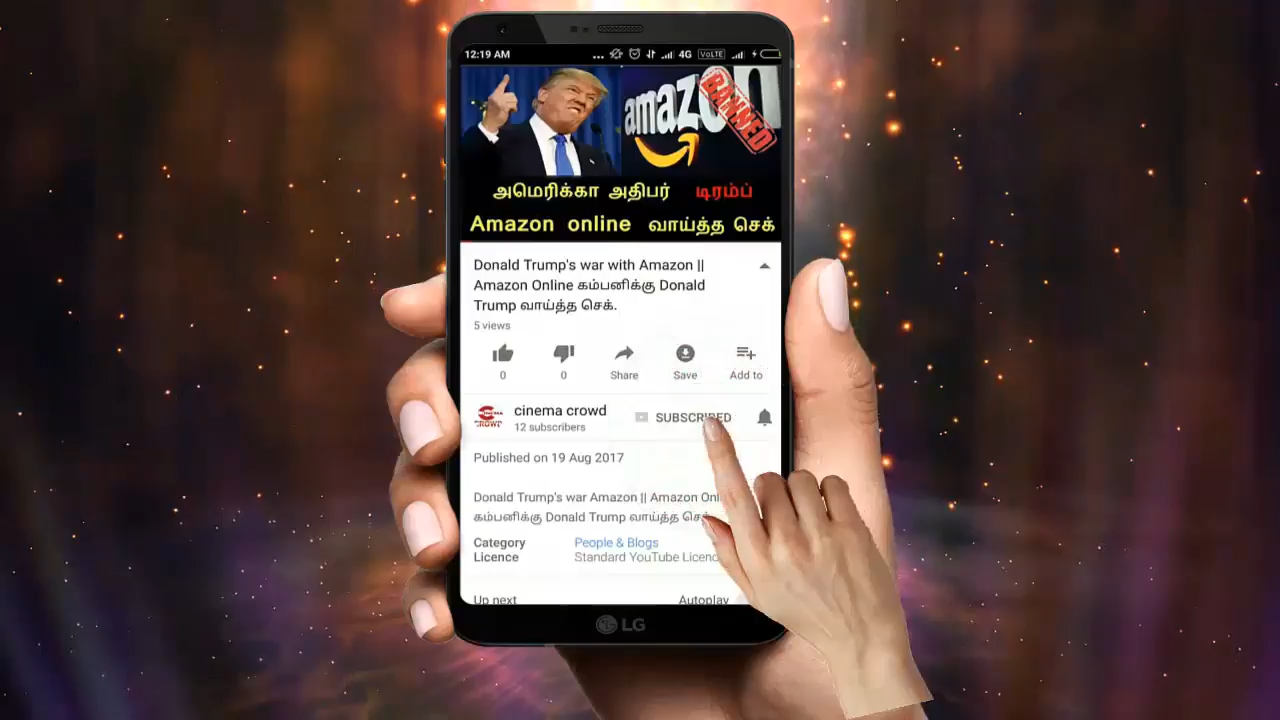 12:19 AM
4G VoLTE
amazon
BANNED
அமெரிக்கா அதிபர் டிரம்ப்
Amazon online வாய்த்த செக்
Donald Trump's war with Amazon ||
Amazon Online கம்பனிக்கு Donald
Trump வாய்த்த செக்.
5 views
0 0 Share Save Add to
CINEMA
CROWD
cinema crowd
SUBSCRIBED
12 subscribers
Published on 19 Aug 2017
Donald Trump's war Amazon || Amazon Onl
கம்பனிக்கு Donald Trump வாய்த்த செக்
Category People & Blogs
Licence Standard YouTube Licenc
Up next Autoplay
LG